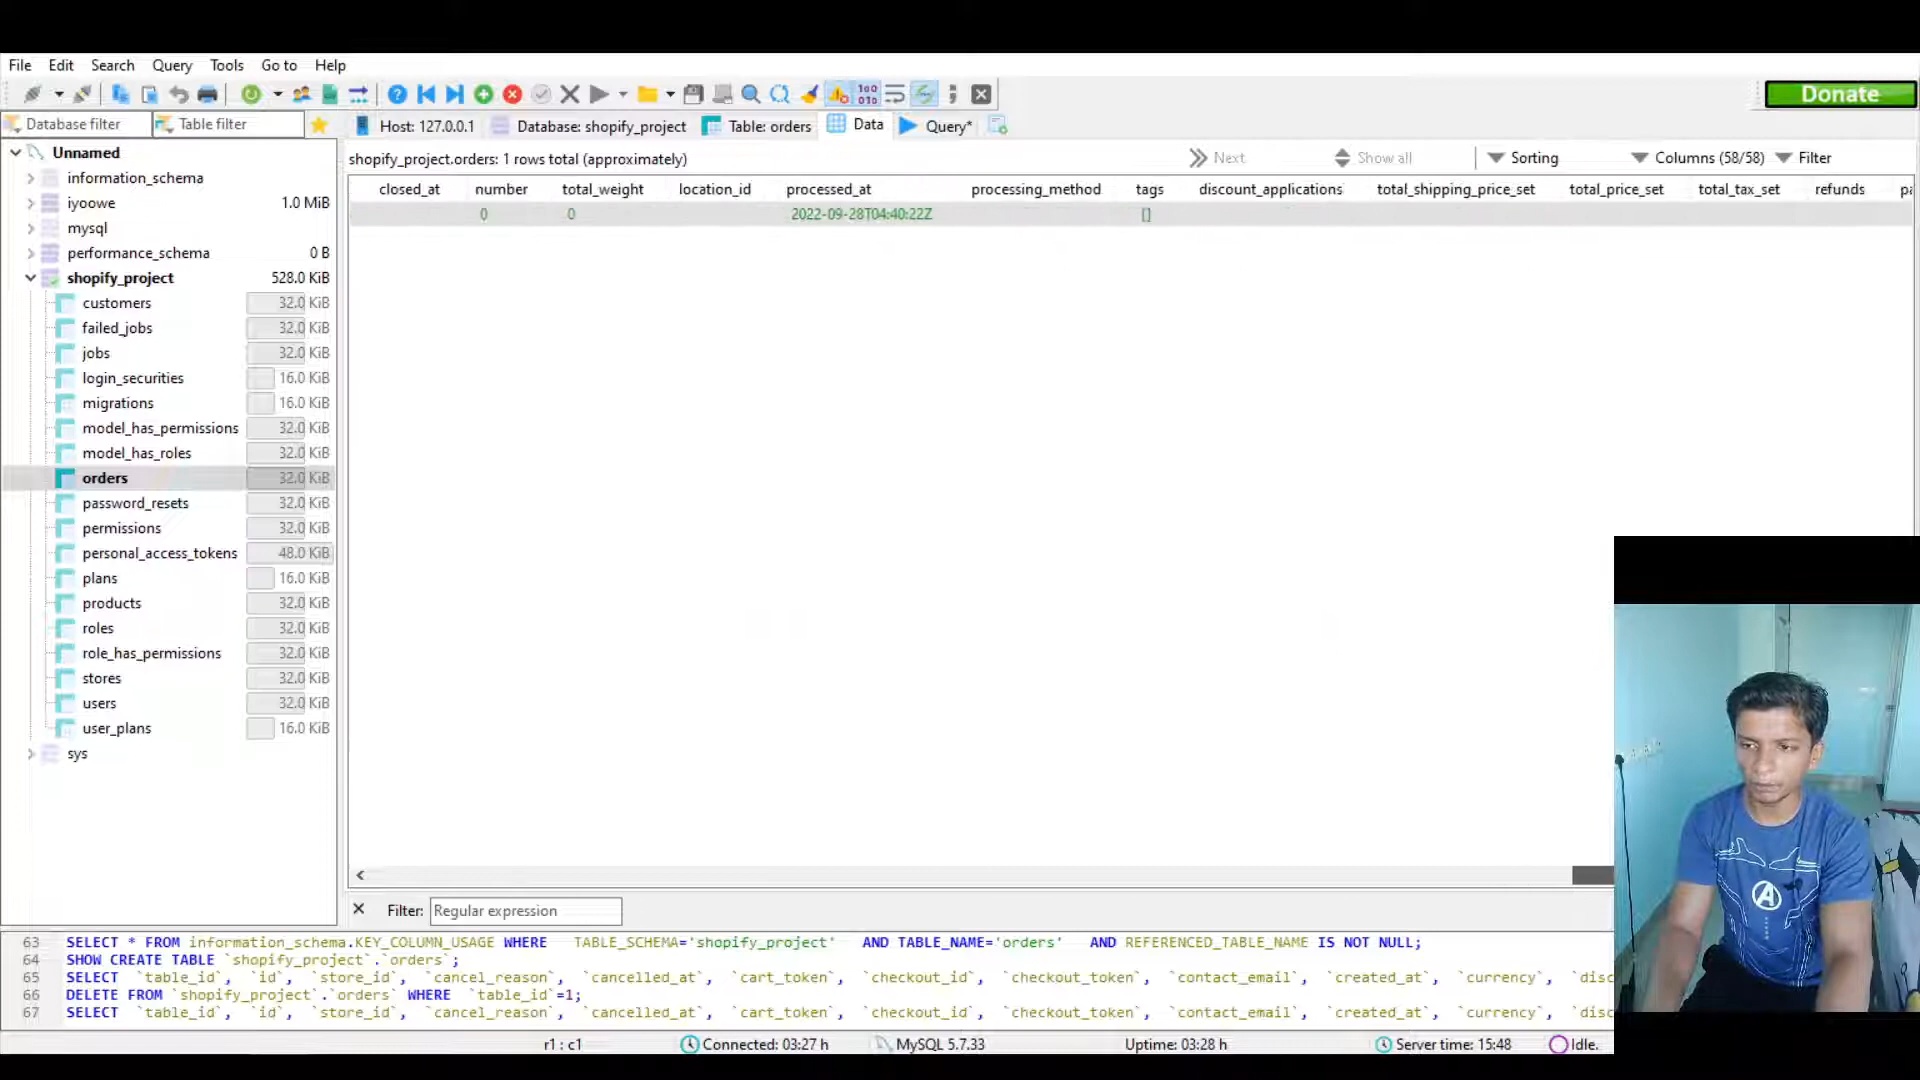 File Edit Search Query Tools Go to Help
Donate
Database filter Table filter Host: 127.0.0.1 Database: shopify_project Table: orders Data Query*
shopify_project.orders: 1 rows total (approximately) Next Show all Sorting Columns (58/58) Filter
closed_at number total_weight location_id processed_at processing_method tags discount_applications total_shipping_price_set total_price_set total_tax_set refunds pa
0 0 2022-09-28T04:40:22Z []
Unnamed
information_schema
iyoowe 1.0 MiB
mysql
performance_schema 0 B
shopify_project 528.0 KiB
customers 32.0 KiB
failed_jobs 32.0 KiB
jobs 32.0 KiB
login_securities 16.0 KiB
migrations 16.0 KiB
model_has_permissions 32.0 KiB
model_has_roles 32.0 KiB
orders 32.0 KiB
password_resets 32.0 KiB
permissions 32.0 KiB
personal_access_tokens 48.0 KiB
plans 16.0 KiB
products 32.0 KiB
roles 32.0 KiB
role_has_permissions 32.0 KiB
stores 32.0 KiB
users 32.0 KiB
user_plans 16.0 KiB
sys
Filter: Regular expression
63 SELECT * FROM information_schema.KEY_COLUMN_USAGE WHERE TABLE_SCHEMA='shopify_project' AND TABLE_NAME='orders' AND REFERENCED_TABLE_NAME IS NOT NULL;
64 SHOW CREATE TABLE `shopify_project`.`orders`;
65 SELECT `table_id`, `id`, `store_id`, `cancel_reason`, `cancelled_at`, `cart_token`, `checkout_id`, `checkout_token`, `contact_email`, `created_at`, `currency`, `disc
66 DELETE FROM `shopify_project`.`orders` WHERE `table_id`=1;
67 SELECT `table_id`, `id`, `store_id`, `cancel_reason`, `cancelled_at`, `cart_token`, `checkout_id`, `checkout_token`, `contact_email`, `created_at`, `currency`, `disc
r1 : c1 Connected: 03:27 h MySQL 5.7.33 Uptime: 03:28 h Server time: 15:48 Idle.